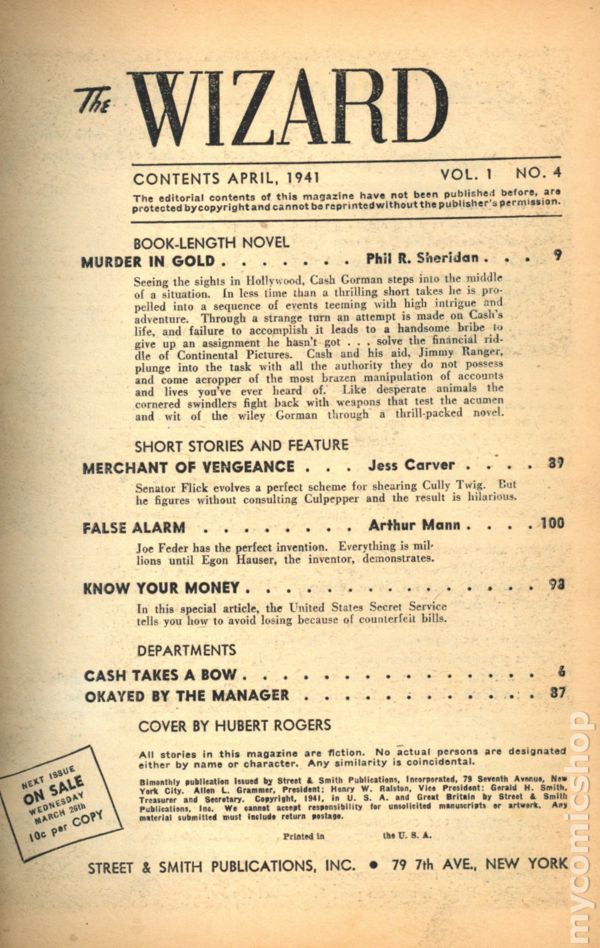 The WIZARD
CONTENTS APRIL, 1941 VOL. 1 NO. 4
The editorial contents of this magazine have not been published before, are
protected by copyright and cannot be reprinted without the publisher's permission.
BOOK-LENGTH NOVEL
MURDER IN GOLD . . . . . . . Phil R. Sheridan . . . 9
Seeing the sights in Hollywood, Cash Gorman steps into the middle
of a situation. In less time than a thrilling short takes he is pro-
pelled into a sequence of events teeming with high intrigue and
adventure. Through a strange turn an attempt is made on Cash's
life, and failure to accomplish it leads to a handsome bribe to
give up an assignment he hasn't got . . . solve the financial rid-
dle of Continental Pictures. Cash and his aid, Jimmy Ranger,
plunge into the task with all the authority they do not possess
and come acropper of the most brazen manipulation of accounts
and lives you've ever heard of. Like desperate animals the
cornered swindlers fight back with weapons that test the acumen
and wit of the wiley Gorman through a thrill-packed novel.
SHORT STORIES AND FEATURE
MERCHANT OF VENGEANCE . . . Jess Carver . . . . 89
Senator Flick evolves a perfect scheme for shearing Cully Twig. But
he figures without consulting Culpepper and the result is hilarious.
FALSE ALARM . . . . . . . Arthur Mann . . . . 100
Joe Feder has the perfect invention. Everything is mil-
lions until Egon Hauser, the inventor, demonstrates.
KNOW YOUR MONEY . . . . . . . . . . . . . . 93
In this special article, the United States Secret Service
tells you how to avoid losing because of counterfeit bills.
DEPARTMENTS
CASH TAKES A BOW . . . . . . . . . . . . . . 6
OKAYED BY THE MANAGER . . . . . . . . . . . . 87
COVER BY HUBERT ROGERS
All stories in this magazine are fiction. No actual persons are designated
either by name or character. Any similarity is coincidental.
Bimonthly publication issued by Street & Smith Publications, Incorporated, 79 Seventh Avenue, New
York City. Allen L. Grammer, President; Henry W. Ralston, Vice President; Gerald H. Smith,
Treasurer and Secretary. Copyright, 1941, in U. S. A. and Great Britain by Street & Smith
Publications, Inc. We cannot accept responsibility for unsolicited manuscripts or artwork. Any
material submitted must include return postage.
Printed in the U. S. A.
NEXT ISSUE
ON SALE
WEDNESDAY
MARCH 26th
10c per COPY
STREET & SMITH PUBLICATIONS, INC. • 79 7th AVE., NEW YORK
mycomicshop